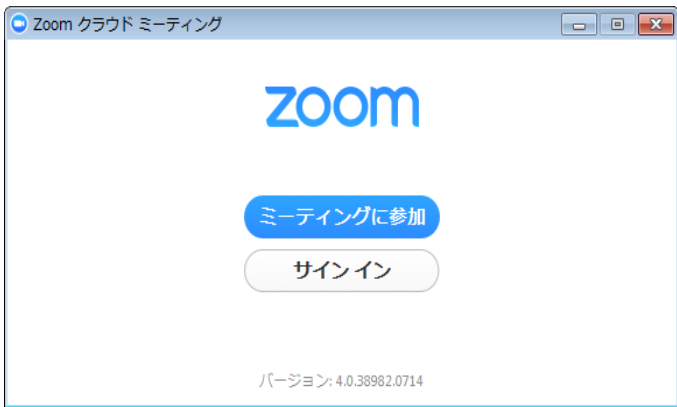 Zoom クラウド ミーティング
zoom
ミーティングに参加
サイン イン
バージョン: 4.0.38982.0714